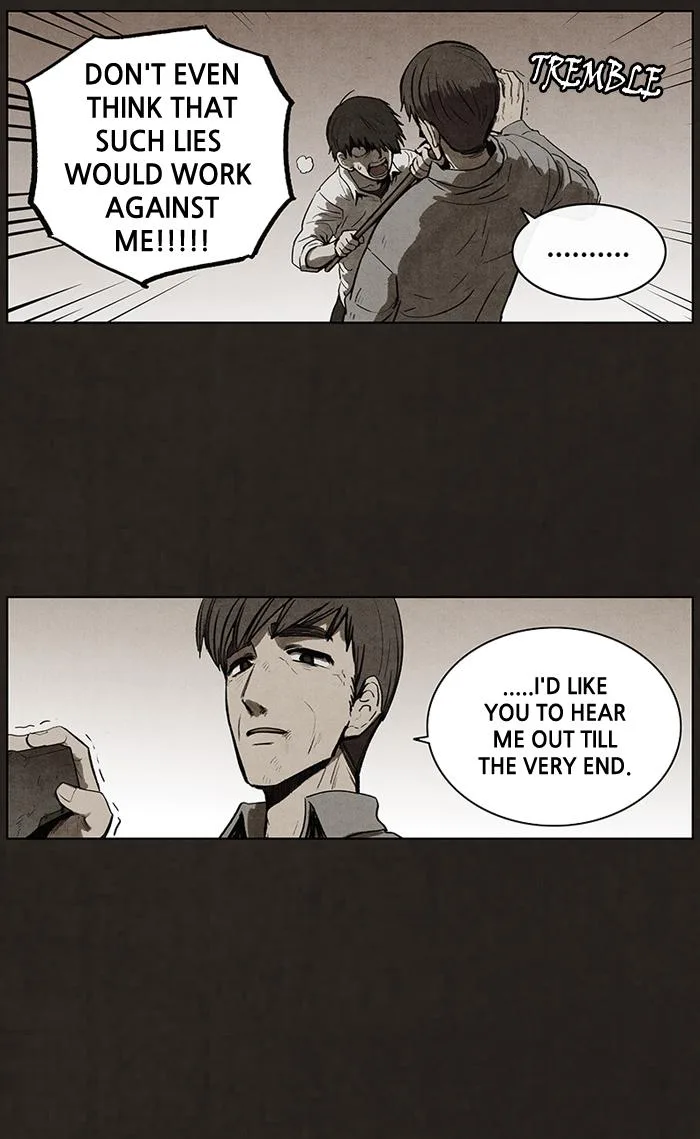 DON'T EVEN
THINK THAT
SUCH LIES
WOULD WORK
AGAINST
ME!!!!!
TREMBLE
..........
.....I'D LIKE
YOU TO HEAR
ME OUT TILL
THE VERY END.